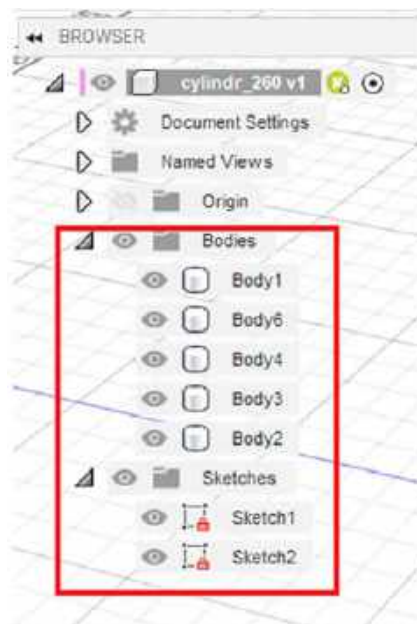 BROWSER
cylindr_260 v1
Document Settings
Named Views
Origin
Bodies
Body1
Body6
Body4
Body3
Body2
Sketches
Sketch1
Sketch2